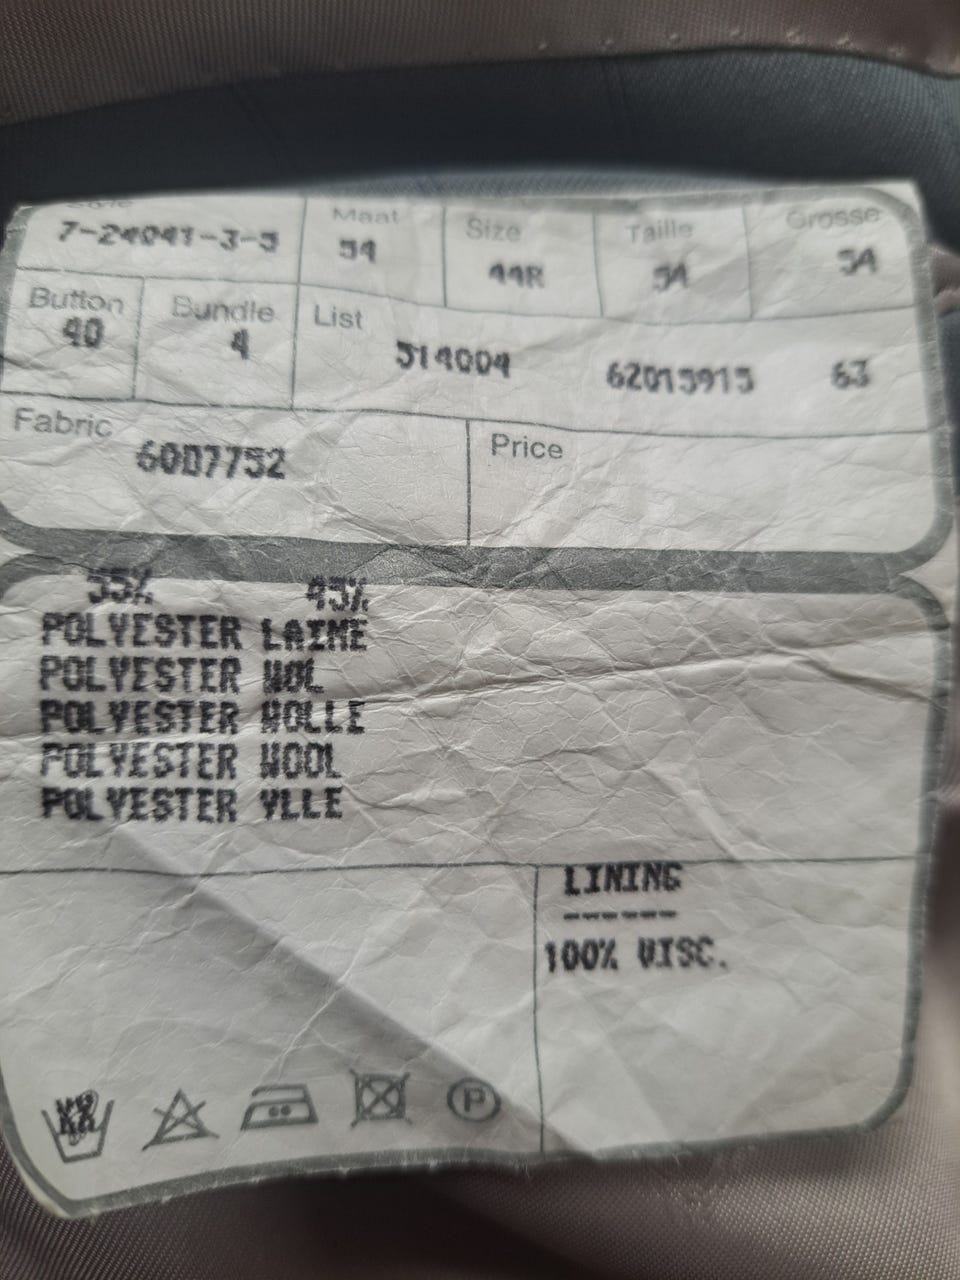 Style Maat Size Taille Grosse
7-24041-3-5 54 44R 54 54
Button Bundle List
40 4 514004 62015915 63
Fabric Price
60D7752
55% 45%
POLYESTER LAINE
POLYESTER WOL
POLYESTER WOLLE
POLYESTER WOOL
POLYESTER YLLE
LINING
------
100% VISC.
P